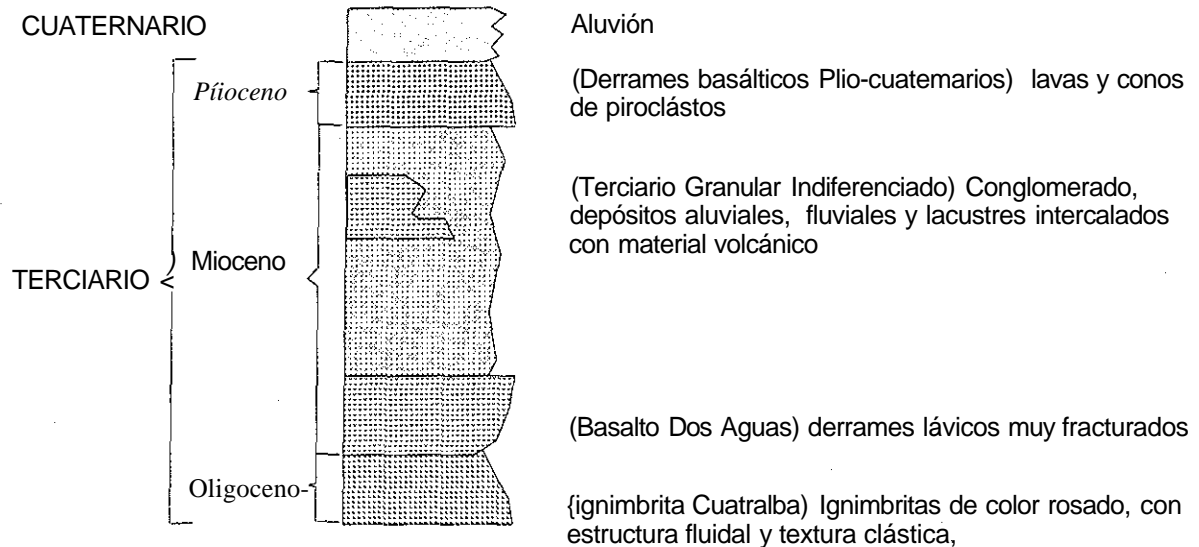 CUATERNARIO
Aluvión
Píioceno
(Derrames basálticos Plio-cuatemarios) lavas y conos
de piroclástos
(Terciario Granular Indiferenciado) Conglomerado,
depósitos aluviales, fluviales y lacustres intercalados
con material volcánico
Mioceno
TERCIARIO
(Basalto Dos Aguas) derrames lávicos muy fracturados
Oligoceno-
{ignimbrita Cuatralba) Ignimbritas de color rosado, con
estructura fluidal y textura clástica,